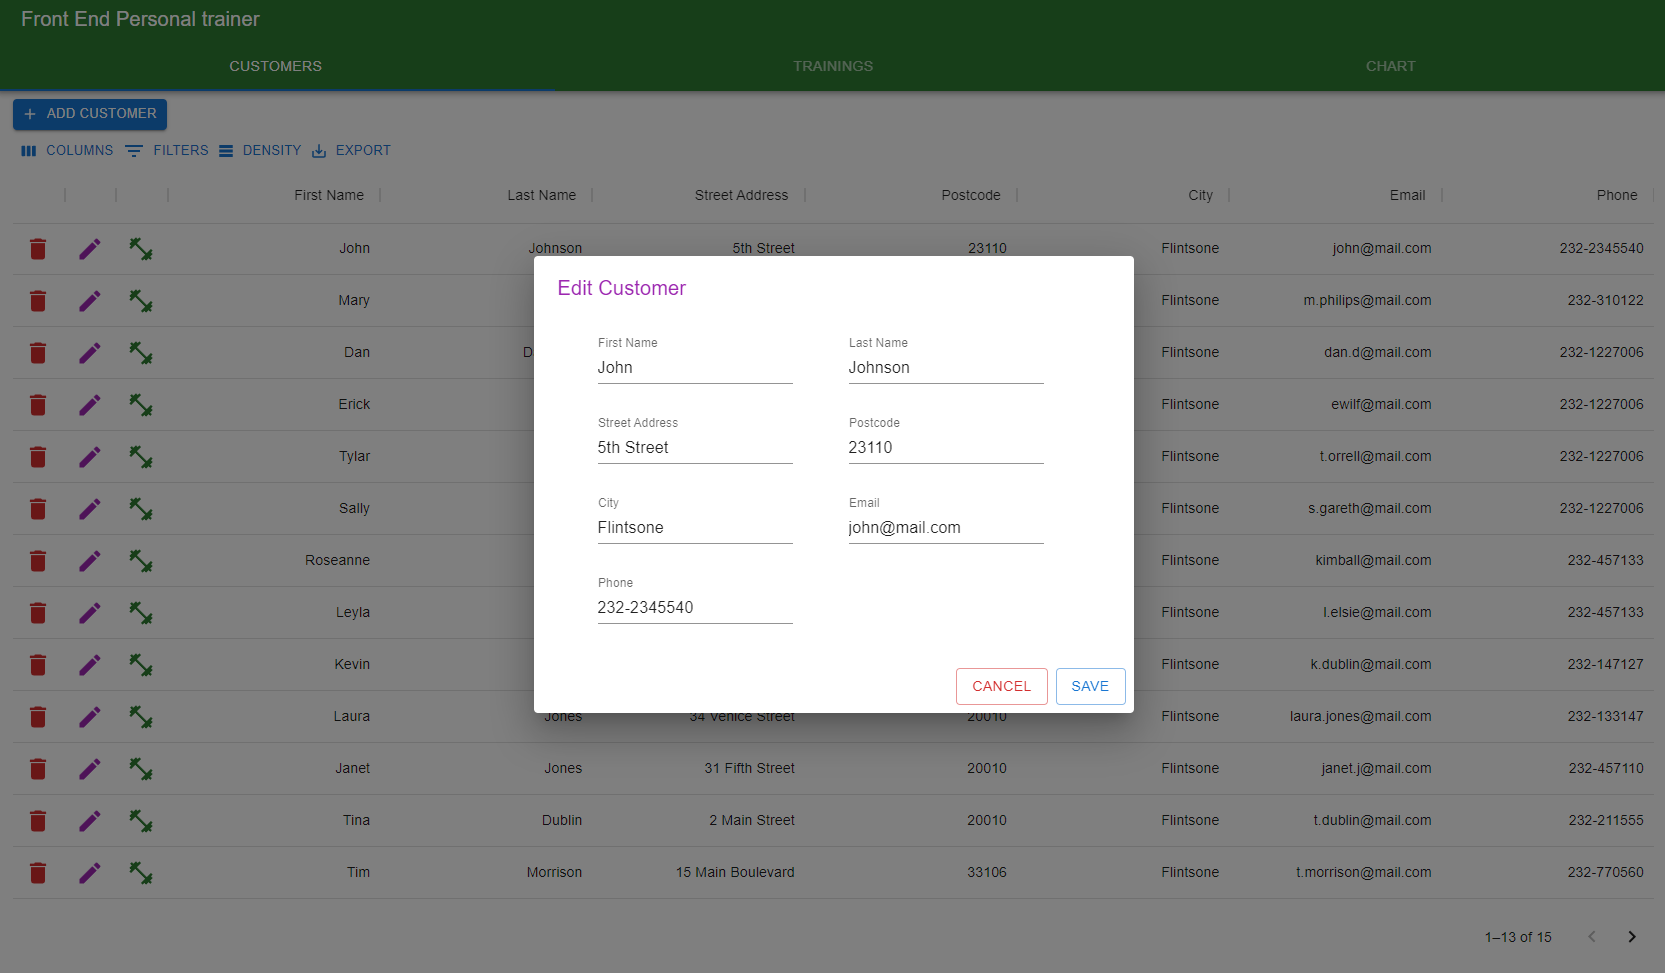 Front End Personal trainer
CUSTOMERS TRAININGS CHART
ADD CUSTOMER
COLUMNS FILTERS DENSITY EXPORT
First Name Last Name Street Address Postcode City Email Phone
John Johnson 5th Street 23110 Flintsone john@mail.com 232-2345540
Mary Flintsone m.philips@mail.com 232-310122
Dan D Flintsone dan.d@mail.com 232-1227006
Erick Flintsone ewilf@mail.com 232-1227006
Tylar Flintsone t.orrell@mail.com 232-1227006
Sally Flintsone s.gareth@mail.com 232-1227006
Roseanne Flintsone kimball@mail.com 232-457133
Leyla Flintsone l.elsie@mail.com 232-457133
Kevin Flintsone k.dublin@mail.com 232-147127
Laura Jones 34 Venice Street 20010 Flintsone laura.jones@mail.com 232-133147
Janet Jones 31 Fifth Street 20010 Flintsone janet.j@mail.com 232-457110
Tina Dublin 2 Main Street 20010 Flintsone t.dublin@mail.com 232-211555
Tim Morrison 15 Main Boulevard 33106 Flintsone t.morrison@mail.com 232-770560
1–13 of 15
Edit Customer
First Name Last Name
John Johnson
Street Address Postcode
5th Street 23110
City Email
Flintsone john@mail.com
Phone
232-2345540
CANCEL SAVE